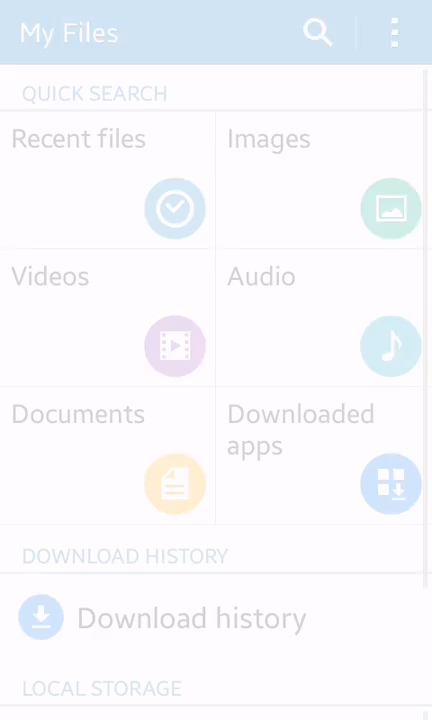 My Files
QUICK SEARCH
Recent files
Images
Videos
Audio
Documents
Downloaded
apps
DOWNLOAD HISTORY
Download history
LOCAL STORAGE